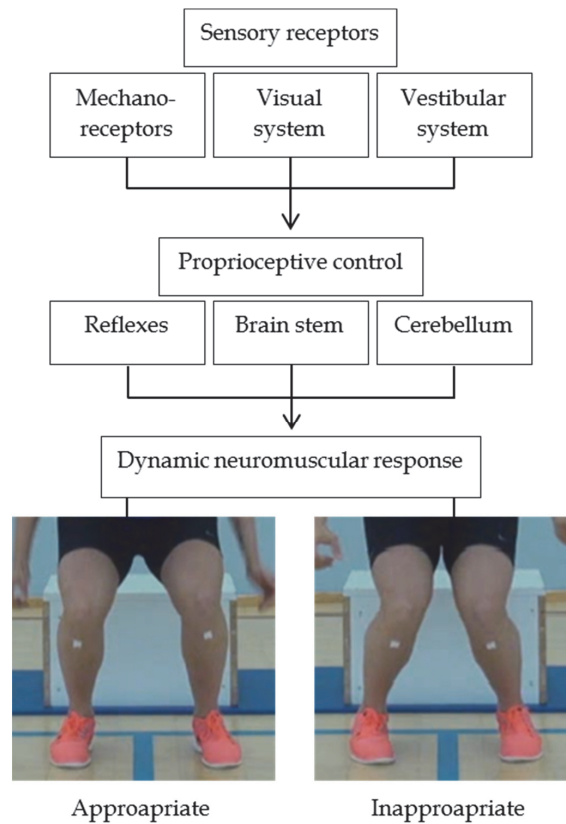 Sensory receptors
Mechano-
receptors
Visual
system
Vestibular
system
Proprioceptive control
Reflexes
Brain stem
Cerebellum
Dynamic neuromuscular response
Approapriate
Inapproapriate